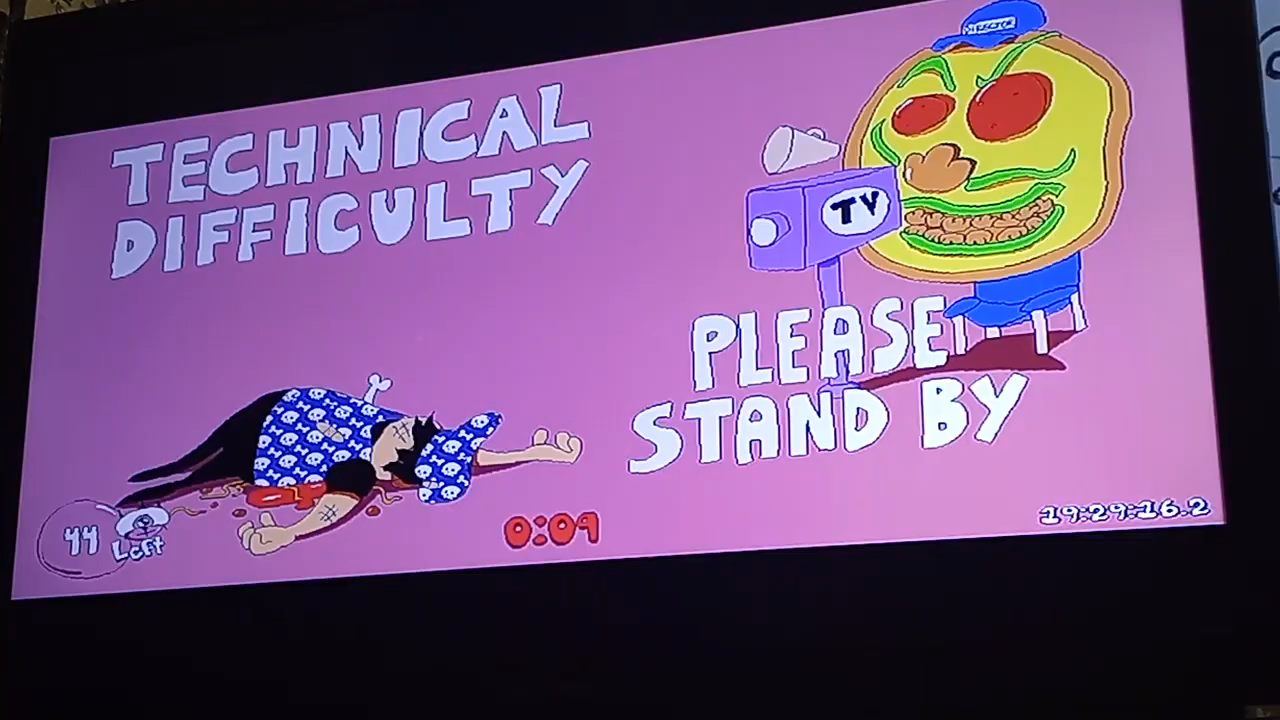 TECHNICAL
DIFFICULTY
TV
PLEASE
STAND BY
44
Left
0:09
19:29:16.2